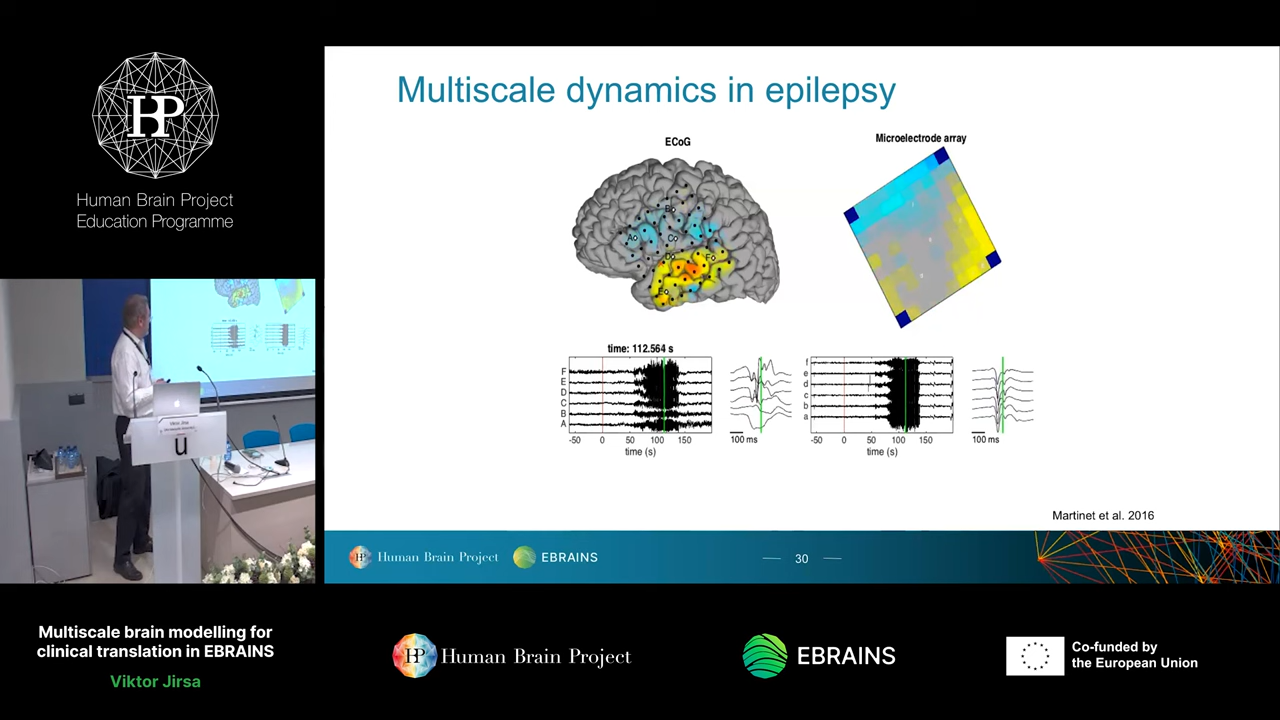 HP
Human Brain Project
Education Programme
Multiscale dynamics in epilepsy
ECoG
Microelectrode array
B
A
C
D
F
E
time: 112.564 s
F
E
D
C
B
A
-50 0 50 100 150
time (s)
100 ms
f
e
d
c
b
a
-50 0 50 100 150
time (s)
100 ms
Martinet et al. 2016
Human Brain Project
EBRAINS
30
Multiscale brain modelling for
clinical translation in EBRAINS
Viktor Jirsa
HP
Human Brain Project
EBRAINS
Co-funded by
the European Union